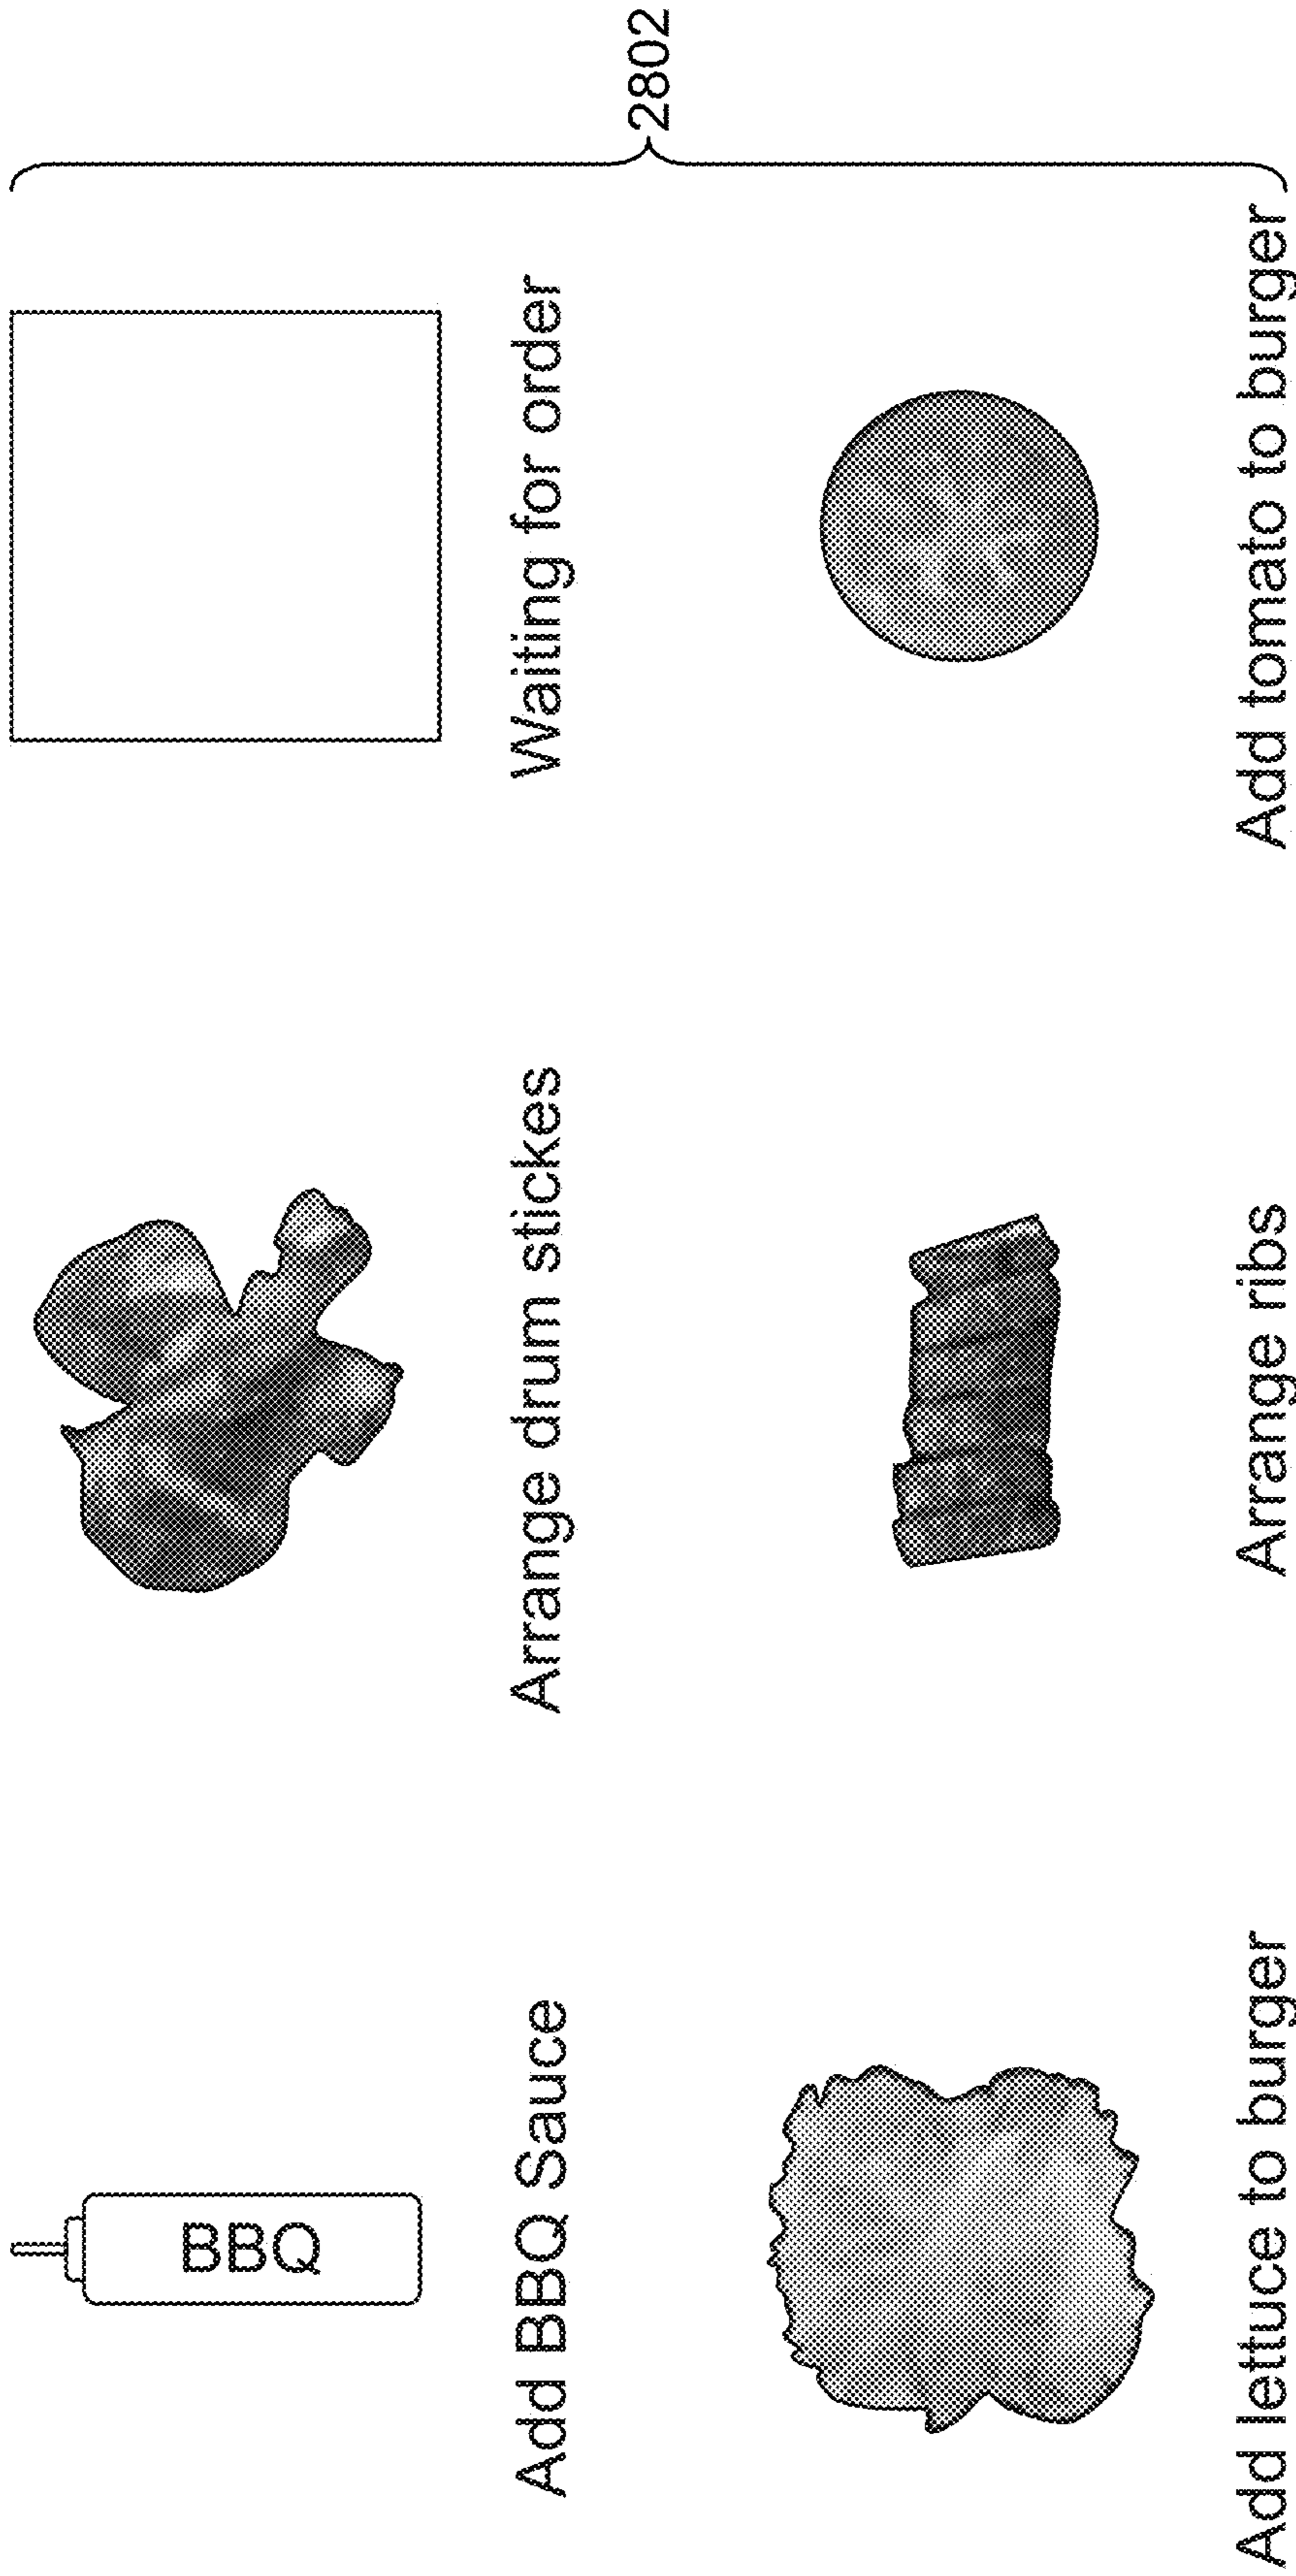 BBQ
Add BBQ Sauce
Arrange drum stickes
Waiting for order
2802
Add lettuce to burger
Arrange ribs
Add tomato to burger